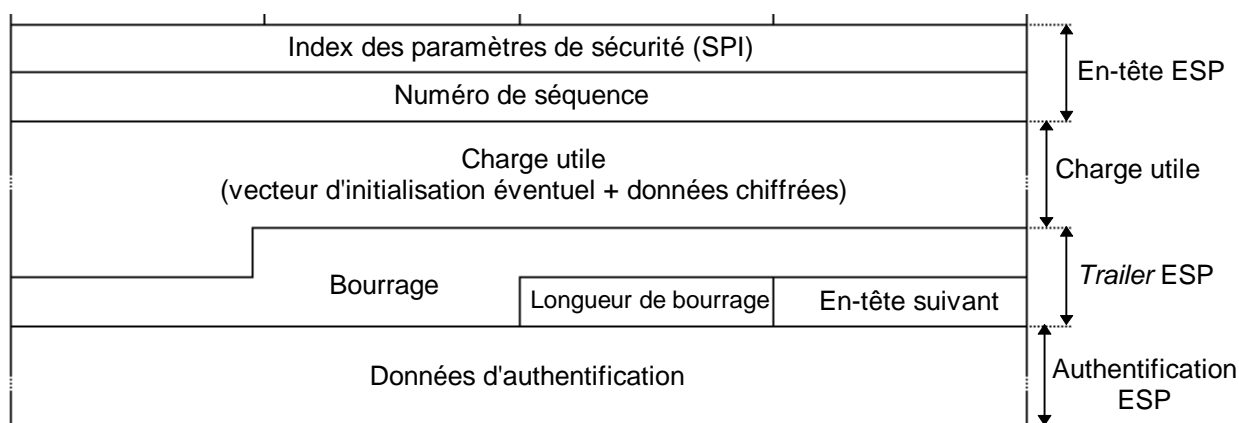 Index des paramètres de sécurité (SPI)
En-tête ESP
Numéro de séquence
Charge utile
(vecteur d'initialisation éventuel + données chiffrées)
Charge utile
Bourrage
Longueur de bourrage
En-tête suivant
Trailer ESP
Données d'authentification
Authentification
ESP